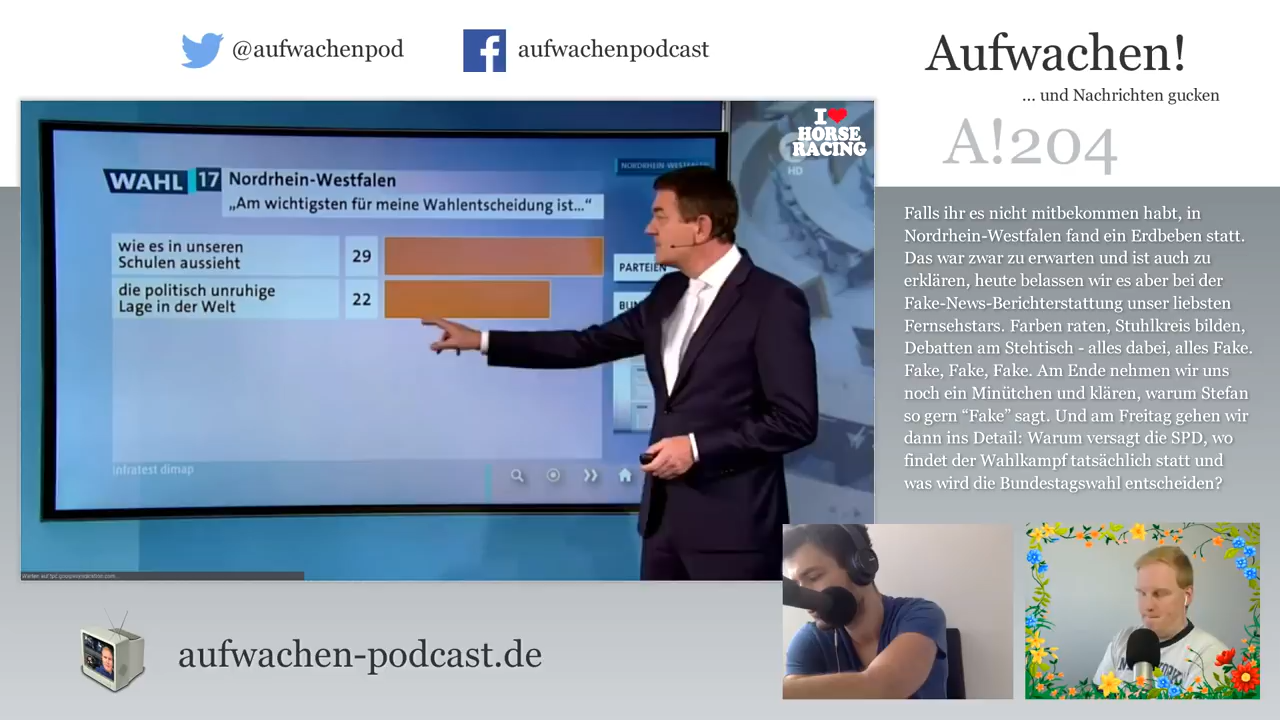 @aufwachenpod
aufwachenpodcast
Aufwachen!
... und Nachrichten gucken
A!204
I
HORSE
RACING
HD
NORDRHEIN-WESTFALEN
WAHL 17
Nordrhein-Westfalen
„Am wichtigsten für meine Wahlentscheidung ist...“
wie es in unseren
Schulen aussieht
29
die politisch unruhige
Lage in der Welt
22
PARTEIEN
BUN
infratest dimap
Falls ihr es nicht mitbekommen habt, in
Nordrhein-Westfalen fand ein Erdbeben statt.
Das war zwar zu erwarten und ist auch zu
erklären, heute belassen wir es aber bei der
Fake-News-Berichterstattung unser liebsten
Fernsehstars. Farben raten, Stuhlkreis bilden,
Debatten am Stehtisch - alles dabei, alles Fake.
Fake, Fake, Fake. Am Ende nehmen wir uns
noch ein Minütchen und klären, warum Stefan
so gern “Fake” sagt. Und am Freitag gehen wir
dann ins Detail: Warum versagt die SPD, wo
findet der Wahlkampf tatsächlich statt und
was wird die Bundestagswahl entscheiden?
aufwachen-podcast.de